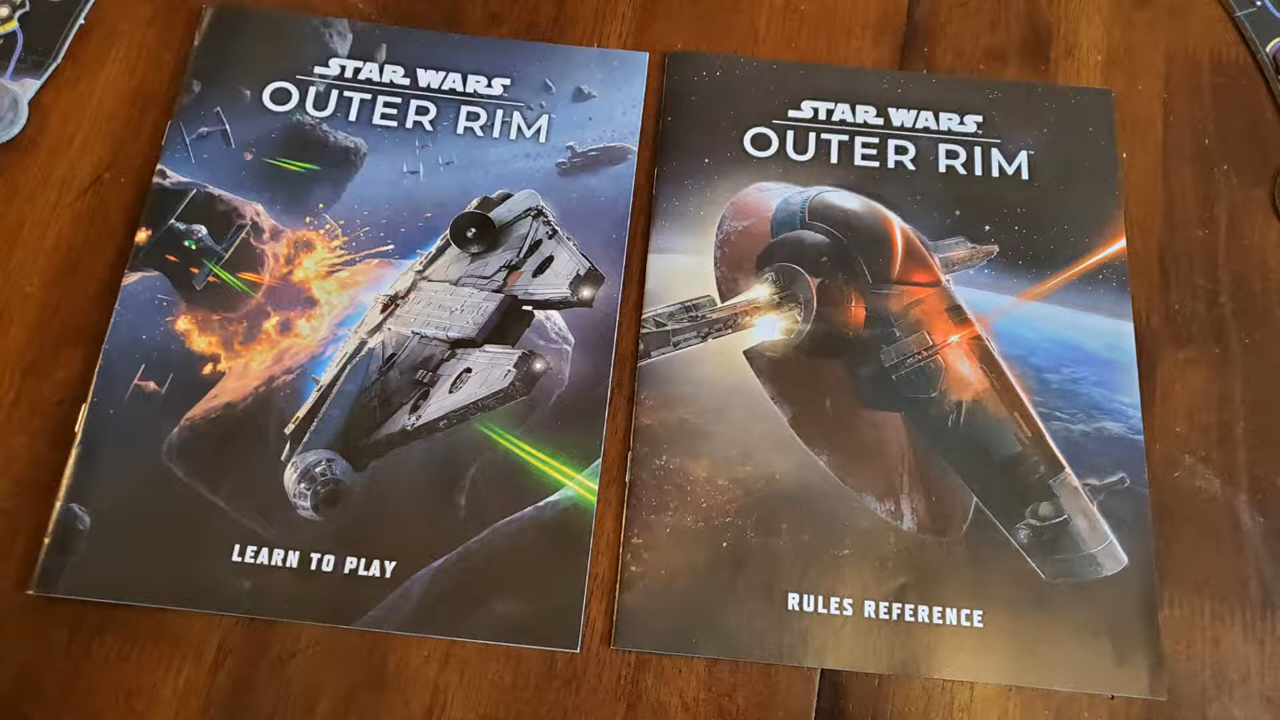 STAR WARS
OUTER RIM
LEARN TO PLAY
STAR WARS
OUTER RIM
RULES REFERENCE